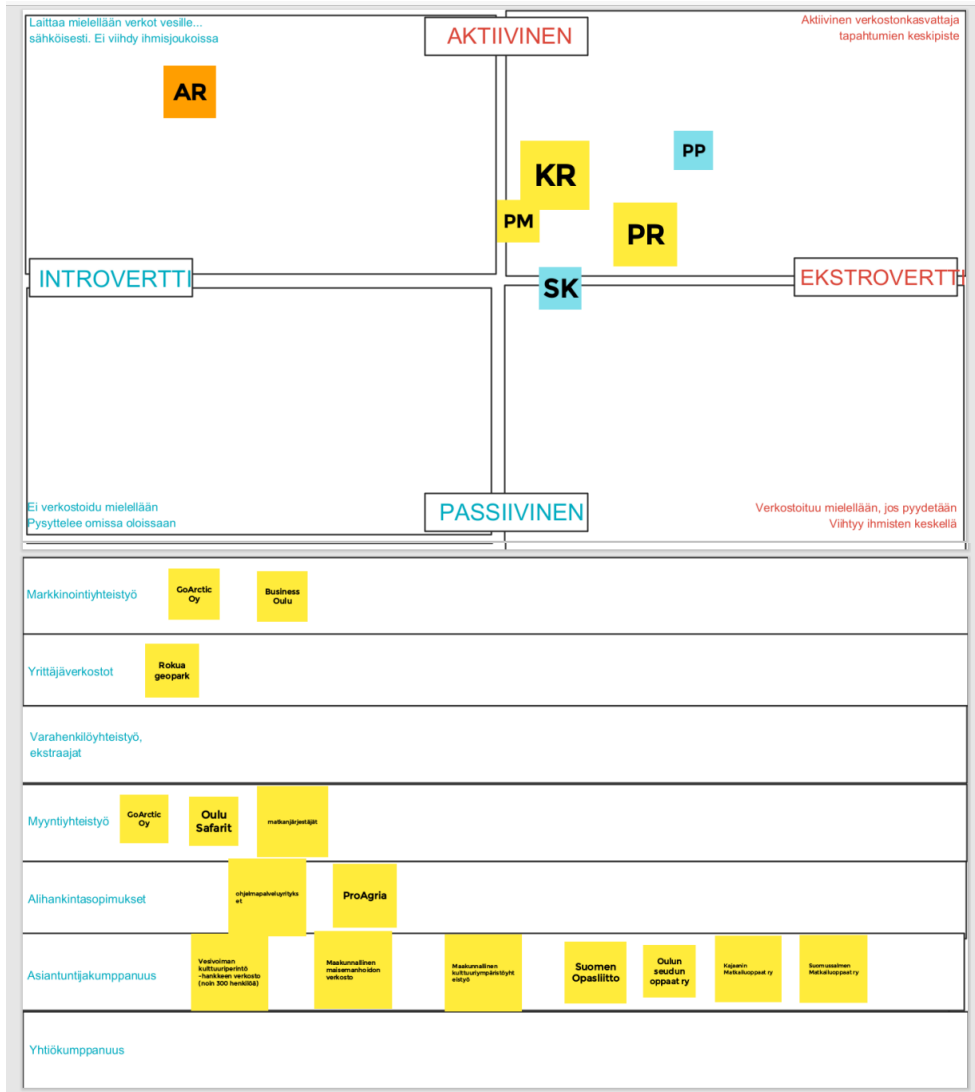 Laittaa mielellään verkot vesille...
sähköisesti. Ei viihdy ihmisjoukoissa
AKTIIVINEN
Aktiivinen verkostonkasvattaja
tapahtumien keskipiste
AR
PP
KR
PM
PR
INTROVERTTI
SK
EKSTROVERTTI
Ei verkostoidu mielellään
Pysyttelee omissa oloissaan
PASSIIVINEN
Verkostoituu mielellään, jos pyydetään
Viihtyy ihmisten keskellä
Markkinointiyhteistyö
GoArctic
Oy
Business
Oulu
Yrittäjäverkostot
Rokua
geopark
Varahenkilöyhteistyö,
ekstraajat
Myyntiyhteistyö
GoArctic
Oy
Oulu
Safarit
matkanjärjestäjät
Alihankintasopimukset
ohjelmapalveluyrityks
et
ProAgria
Asiantuntijakumppanuus
Vesivoiman
kulttuuriperintö
-hankkeen verkosto
(noin 300 henkilöä)
Maakunnallinen
maisemanhoidon
verkosto
Maakunnallinen
kulttuuriympäristöyht
eistyö
Suomen
Opasliitto
Oulun
seudun
oppaat ry
Kajaanin
Matkailuoppaat ry
Suomussalmen
Matkailuoppaat ry
Yhtiökumppanuus